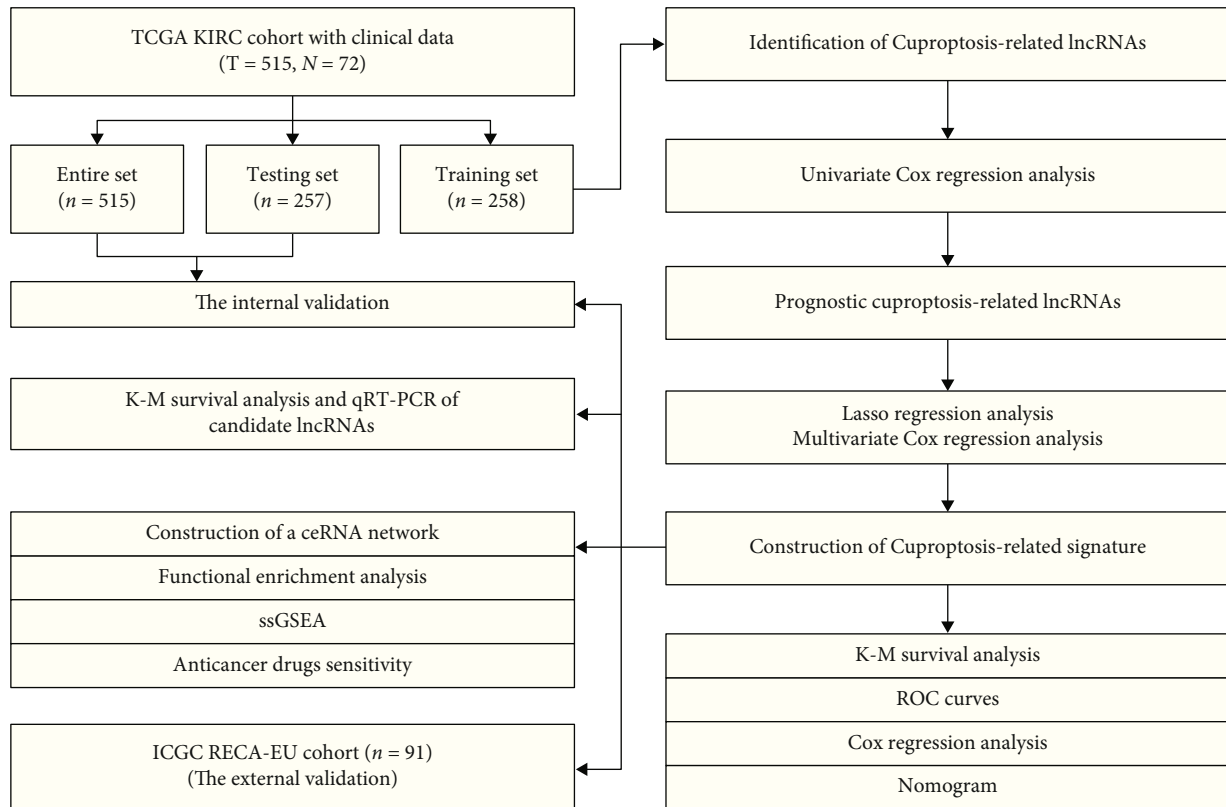 TCGA KIRC cohort with clinical data
(T = 515, N = 72)
Entire set
(n = 515)
Testing set
(n = 257)
Training set
(n = 258)
The internal validation
K-M survival analysis and qRT-PCR of
candidate lncRNAs
Construction of a ceRNA network
Functional enrichment analysis
ssGSEA
Anticancer drugs sensitivity
ICGC RECA-EU cohort (n = 91)
(The external validation)
Identification of Cuproptosis-related lncRNAs
Univariate Cox regression analysis
Prognostic cuproptosis-related lncRNAs
Lasso regression analysis
Multivariate Cox regression analysis
Construction of Cuproptosis-related signature
K-M survival analysis
ROC curves
Cox regression analysis
Nomogram